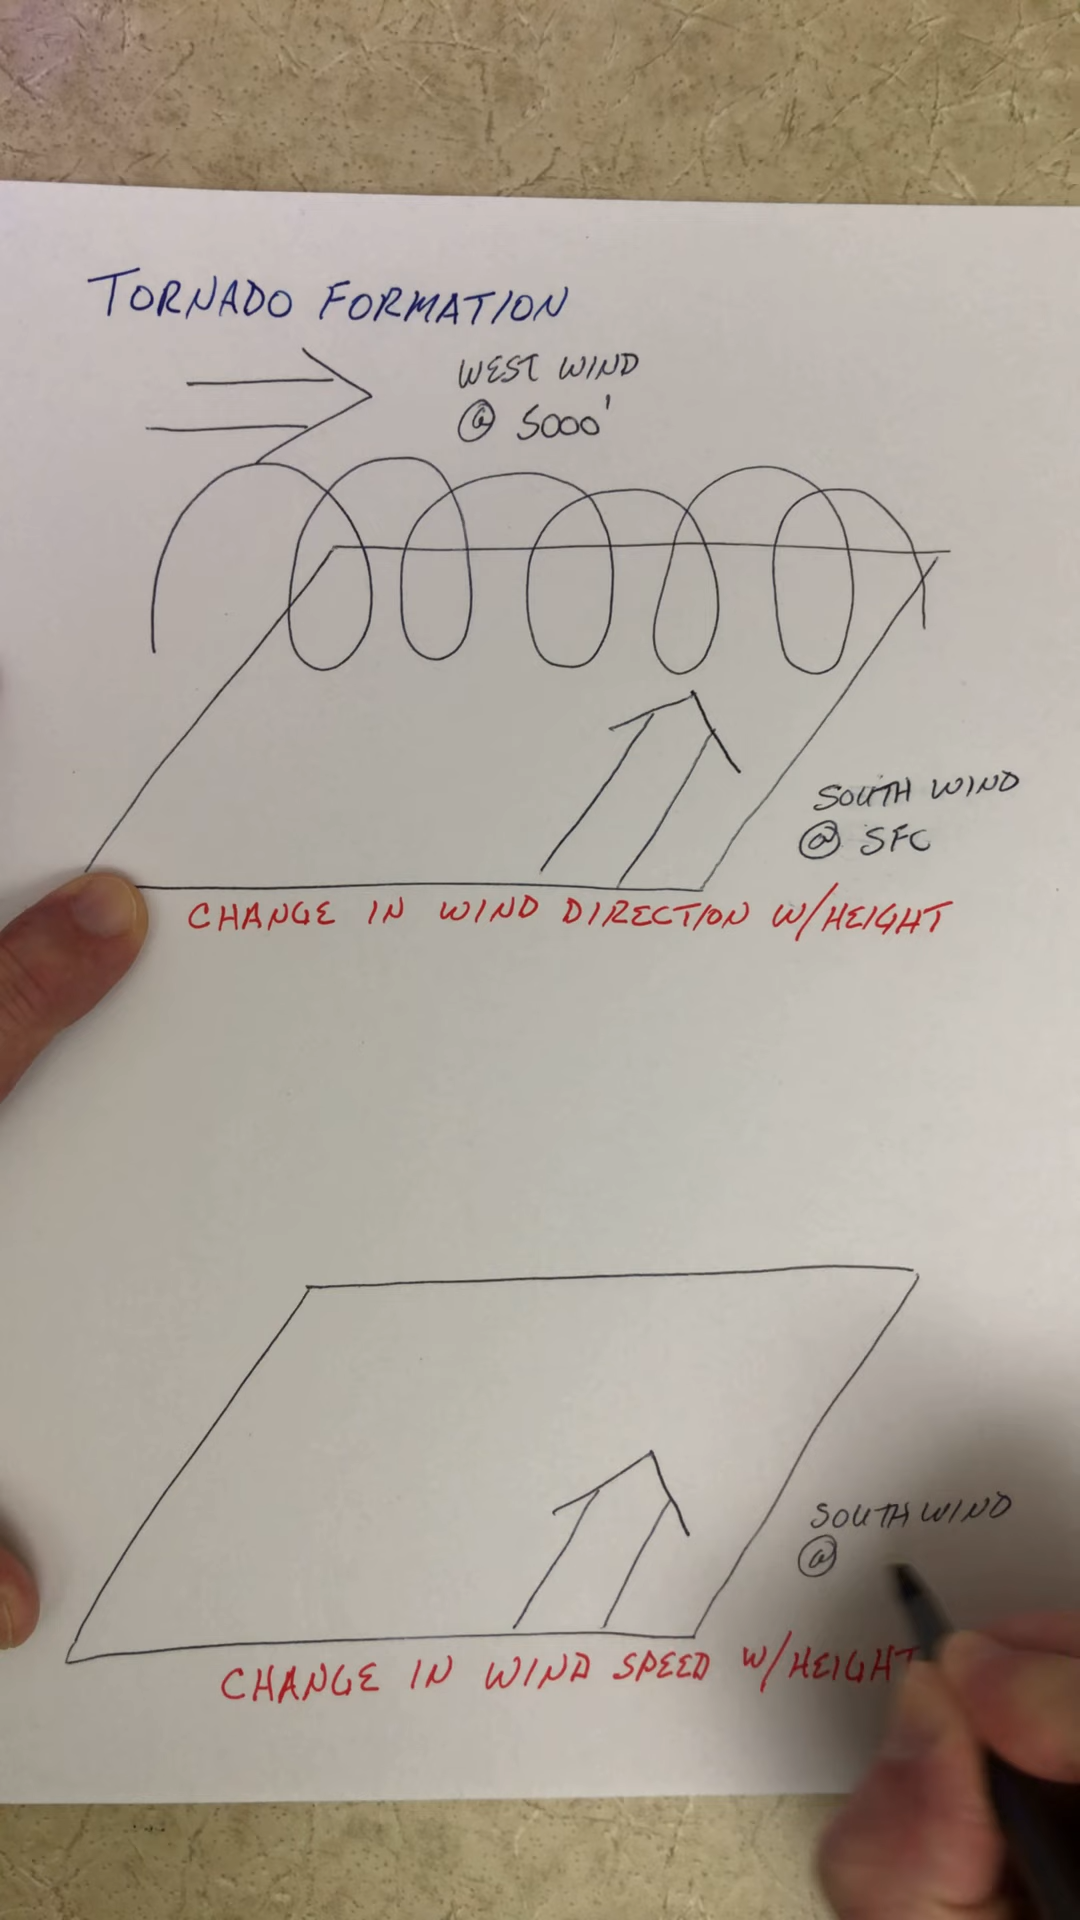 TORNADO FORMATION
WEST WIND
@ 5000'
SOUTH WIND
@ SFC
CHANGE IN WIND DIRECTION W/HEIGHT
SOUTH WIND
@
CHANGE IN WIND SPEED W/HEIGHT